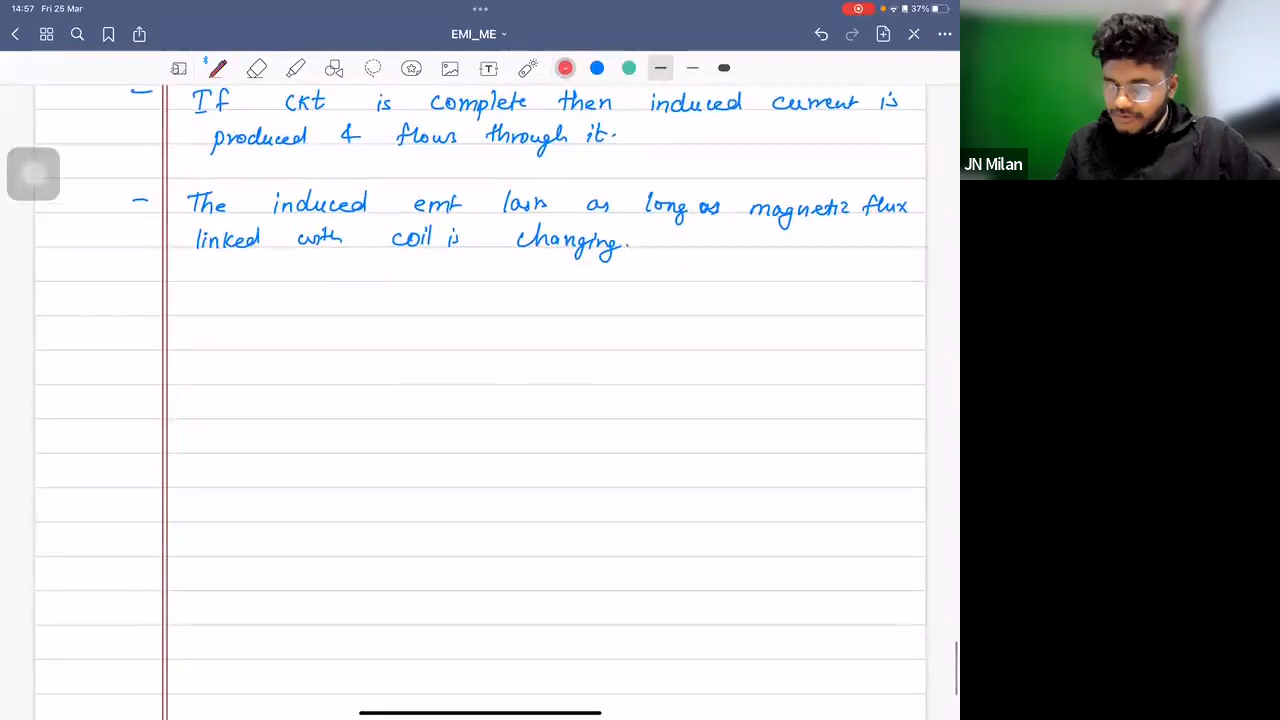 14:57 Fri 25 Mar
37%
EMI_ME
- If ckt is complete then induced current is
produced & flows through it.
- The induced emf lasts as long as magnetic flux
linked with coil is changing.
JN Milan